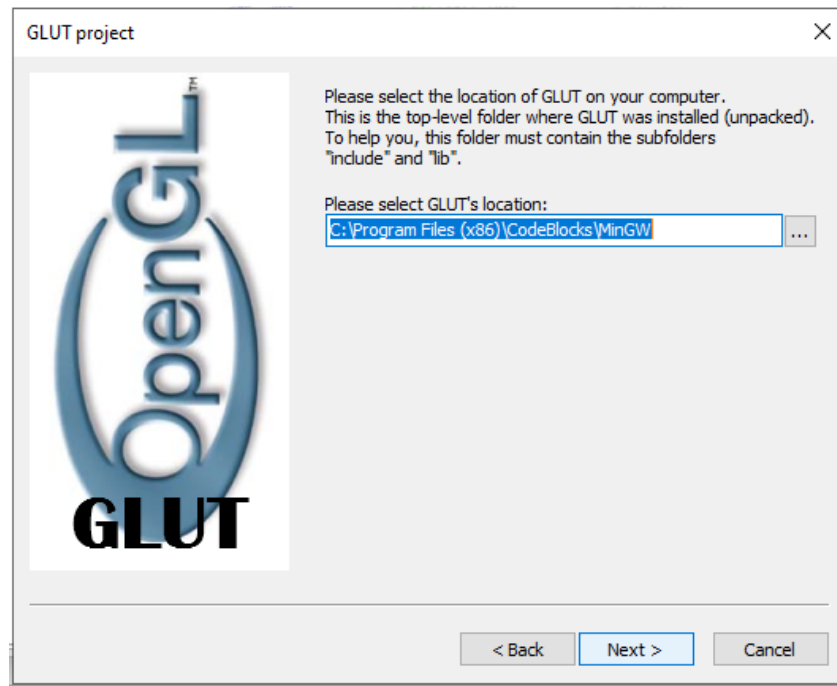 GLUT project
OpenGL™
GLUT
Please select the location of GLUT on your computer.
This is the top-level folder where GLUT was installed (unpacked).
To help you, this folder must contain the subfolders
"include" and "lib".
Please select GLUT's location:
C:\Program Files (x86)\CodeBlocks\MinGW
...
< Back
Next >
Cancel